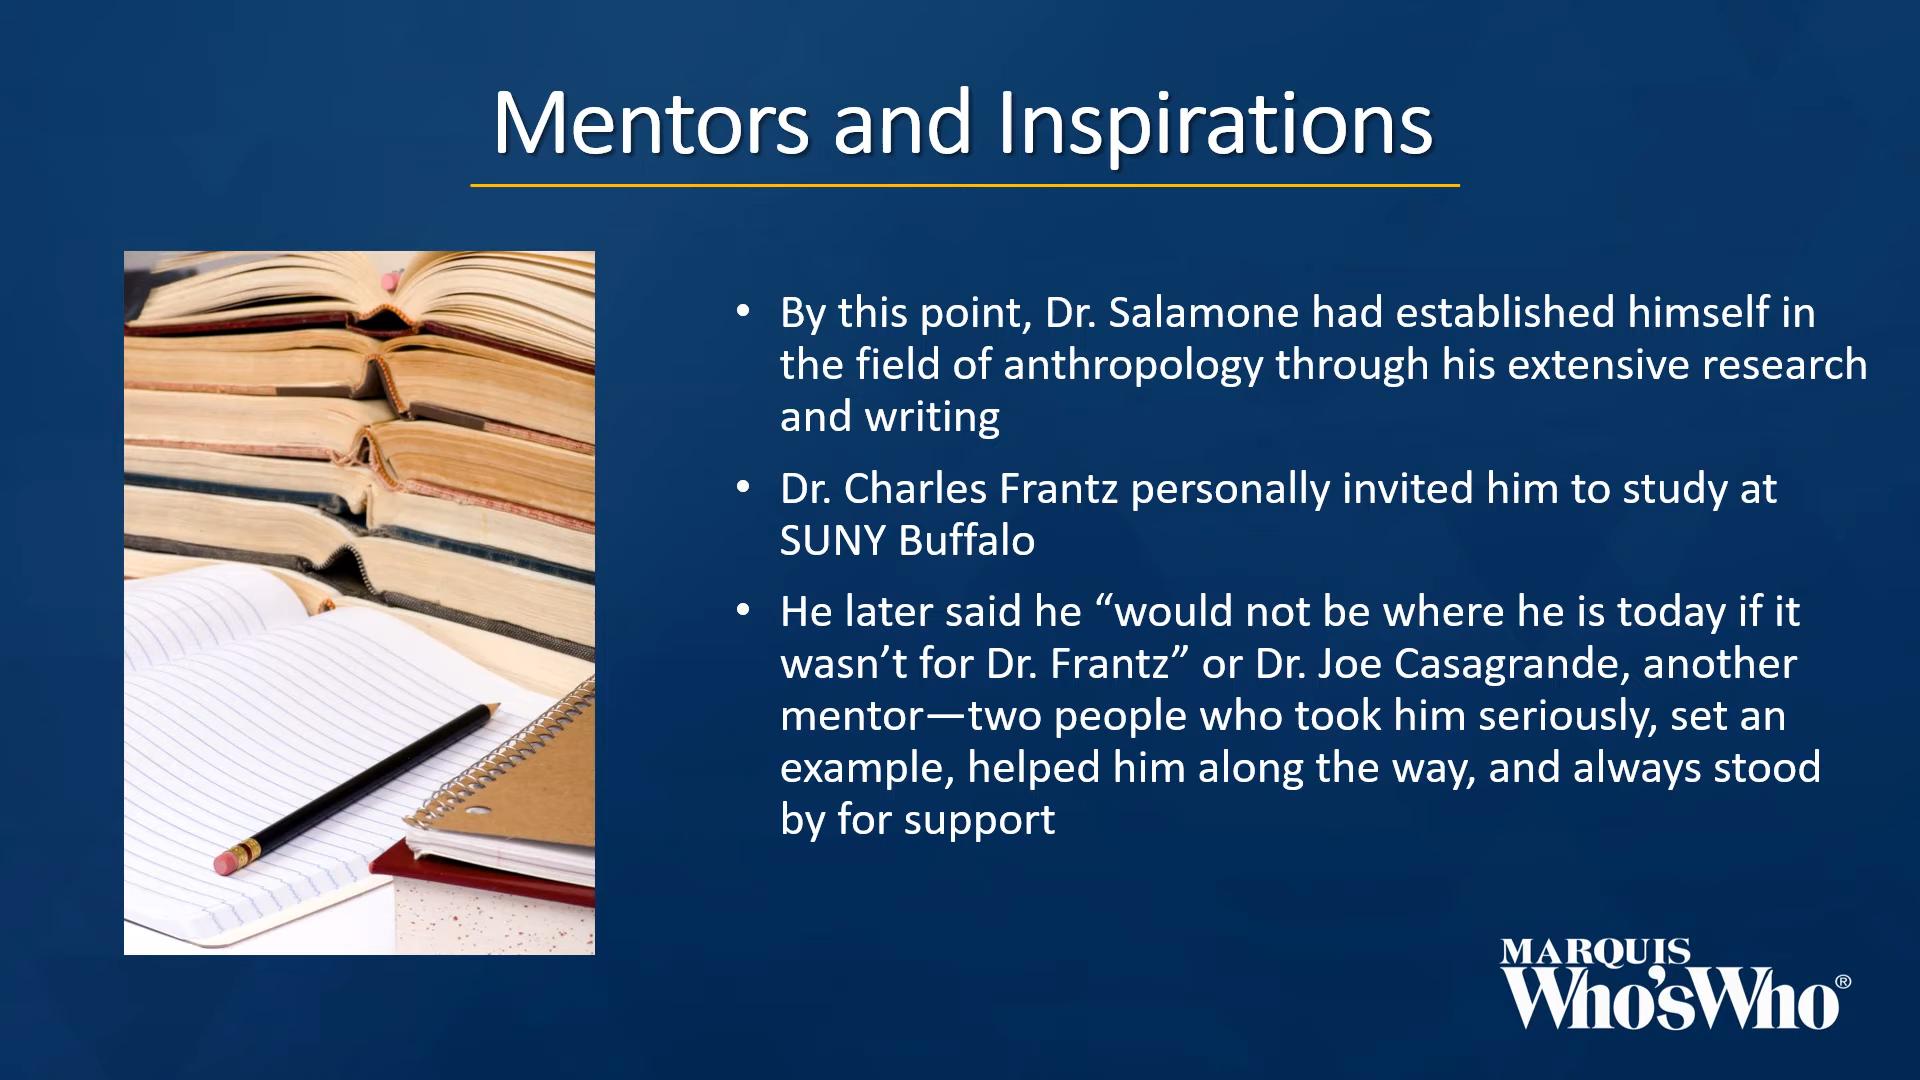 Mentors and Inspirations
• By this point, Dr. Salamone had established himself in
the field of anthropology through his extensive research
and writing
• Dr. Charles Frantz personally invited him to study at
SUNY Buffalo
• He later said he “would not be where he is today if it
wasn’t for Dr. Frantz” or Dr. Joe Casagrande, another
mentor—two people who took him seriously, set an
example, helped him along the way, and always stood
by for support
MARQUIS
Who’sWho®